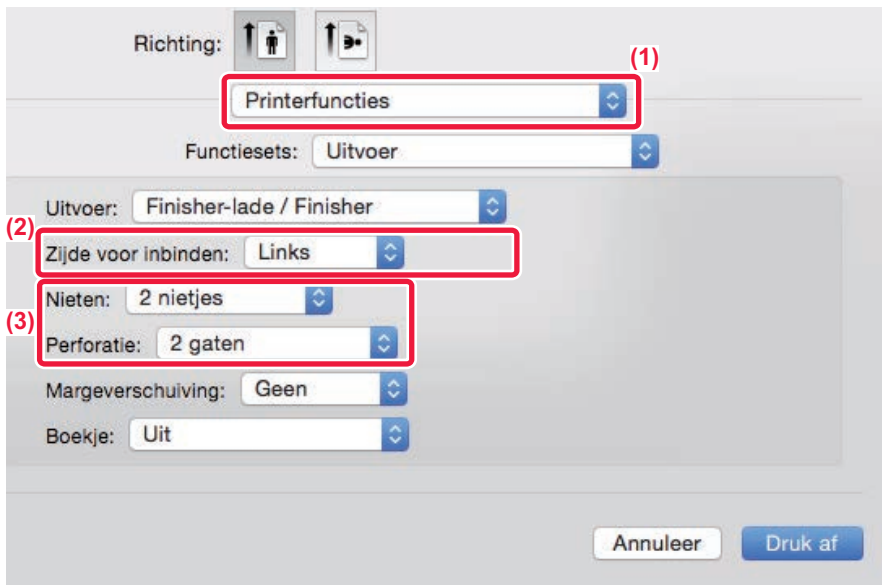 Richting:
(1)
Printerfuncties
Functiesets: Uitvoer
Uitvoer: Finisher-lade / Finisher
(2)
Zijde voor inbinden: Links
Nieten: 2 nietjes
(3)
Perforatie: 2 gaten
Margeverschuiving: Geen
Boekje: Uit
Annuleer Druk af